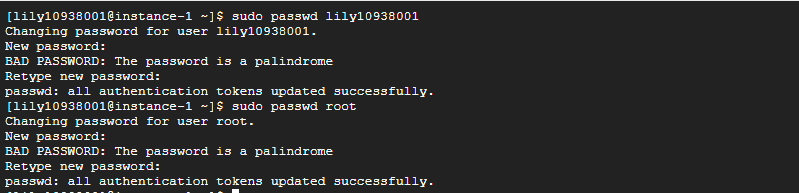 [lily10938001@instance-1 ~]$ sudo passwd lily10938001
Changing password for user lily10938001.
New password:
BAD PASSWORD: The password is a palindrome
Retype new password:
passwd: all authentication tokens updated successfully.
[lily10938001@instance-1 ~]$ sudo passwd root
Changing password for user root.
New password:
BAD PASSWORD: The password is a palindrome
Retype new password:
passwd: all authentication tokens updated successfully.